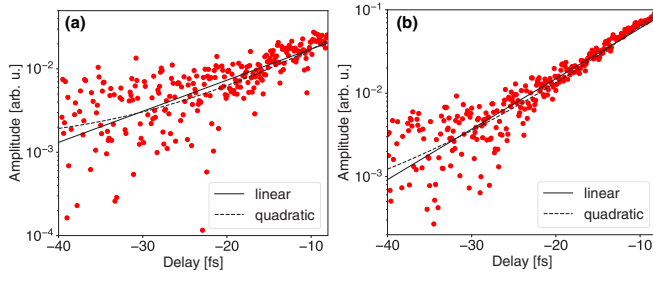 (a)
Amplitude [arb. u.]
10⁻²
10⁻³
10⁻⁴
−40
−30
−20
−10
Delay [fs]
linear
quadratic
(b)
Amplitude [arb. u.]
10⁻¹
10⁻²
10⁻³
−40
−30
−20
−10
Delay [fs]
linear
quadratic